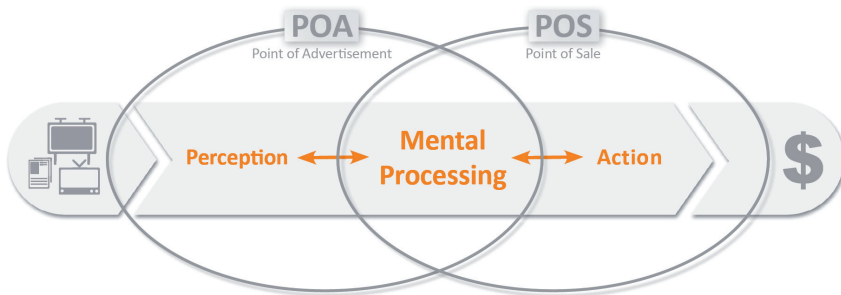 POA
Point of Advertisement
POS
Point of Sale
Perception
Mental
Processing
Action
$